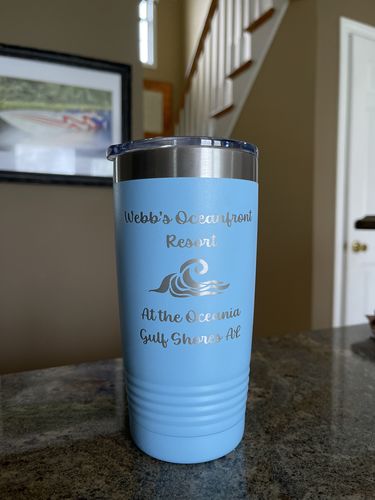 Webb's Oceanfront
Resort
At the Oceania
Gulf Shores AL